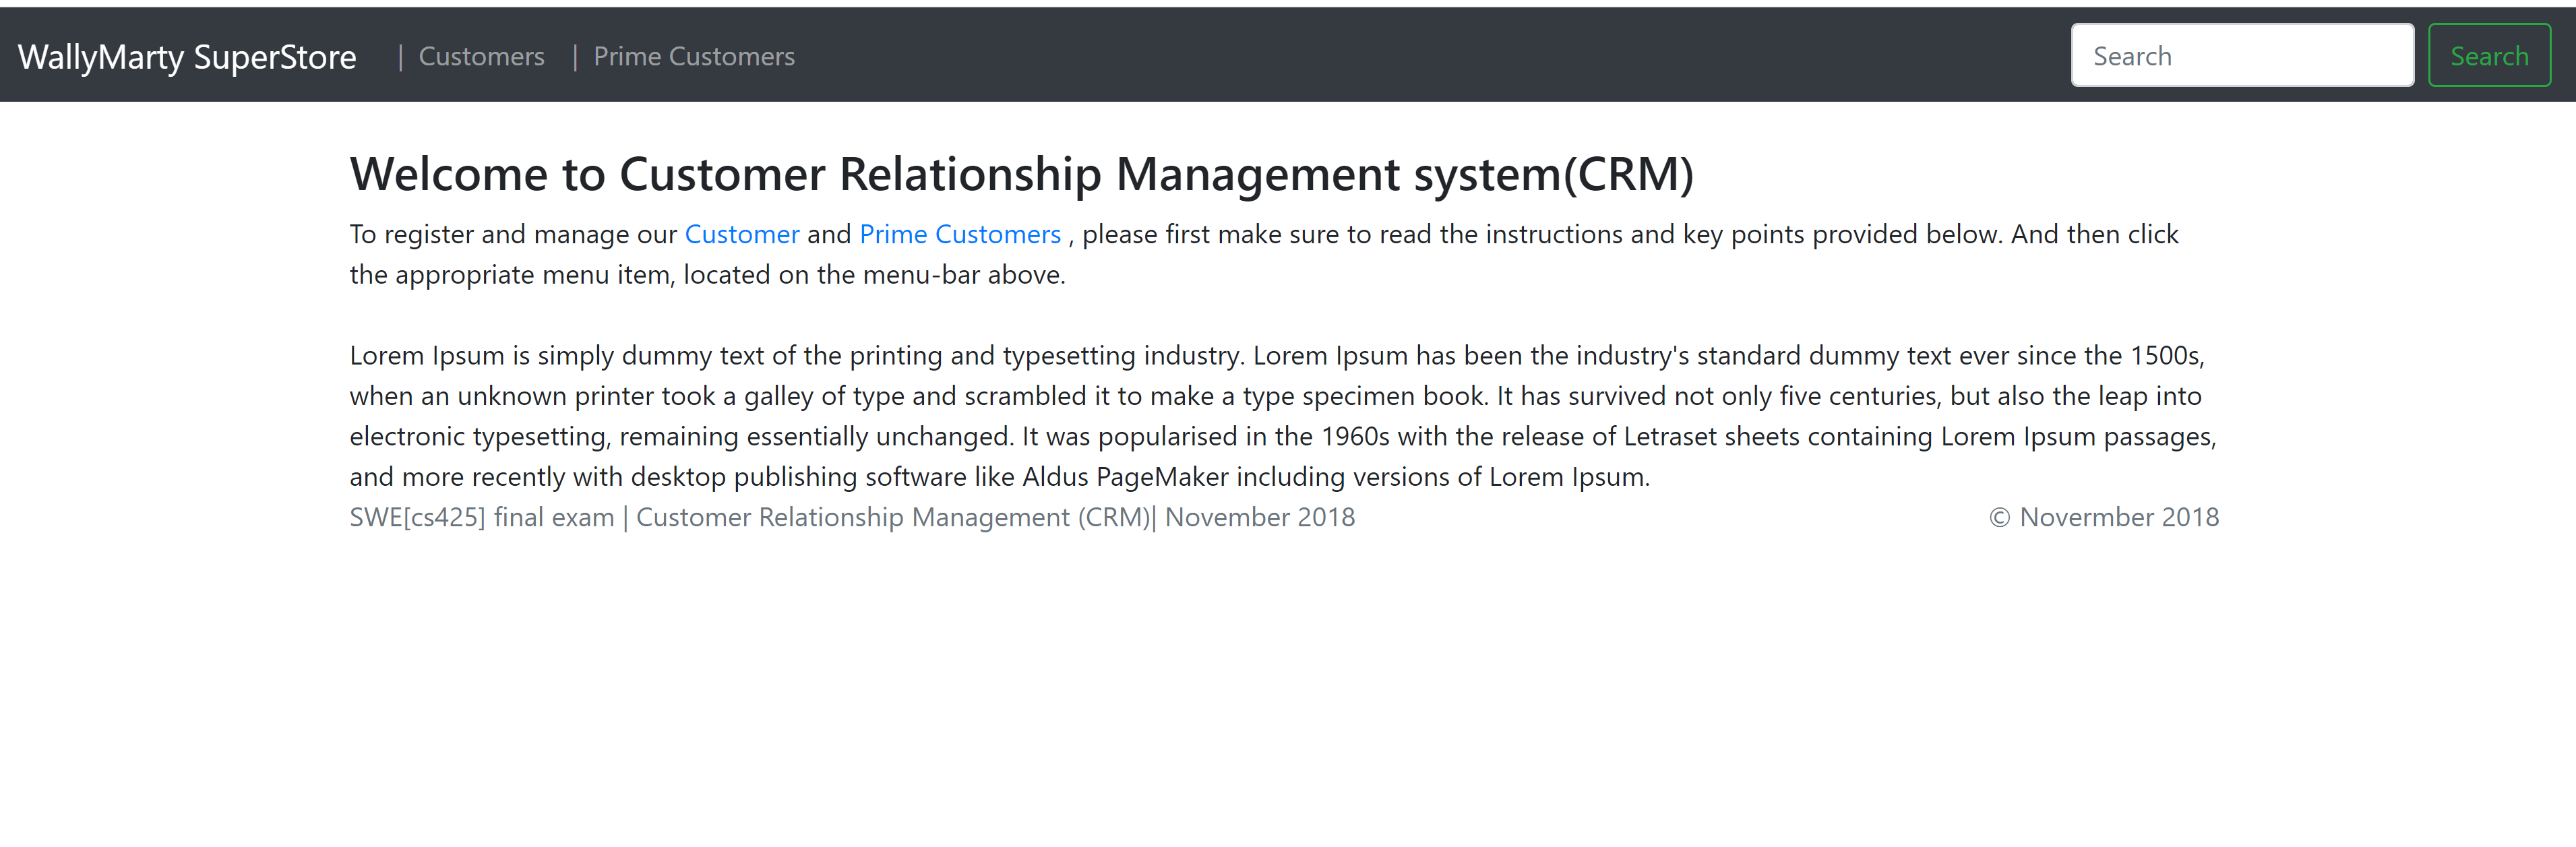 WallyMarty SuperStore | Customers | Prime Customers Search Search
Welcome to Customer Relationship Management system(CRM)
To register and manage our Customer and Prime Customers , please first make sure to read the instructions and key points provided below. And then click
the appropriate menu item, located on the menu-bar above.
Lorem Ipsum is simply dummy text of the printing and typesetting industry. Lorem Ipsum has been the industry's standard dummy text ever since the 1500s,
when an unknown printer took a galley of type and scrambled it to make a type specimen book. It has survived not only five centuries, but also the leap into
electronic typesetting, remaining essentially unchanged. It was popularised in the 1960s with the release of Letraset sheets containing Lorem Ipsum passages,
and more recently with desktop publishing software like Aldus PageMaker including versions of Lorem Ipsum.
SWE[cs425] final exam | Customer Relationship Management (CRM)| November 2018 © Novermber 2018